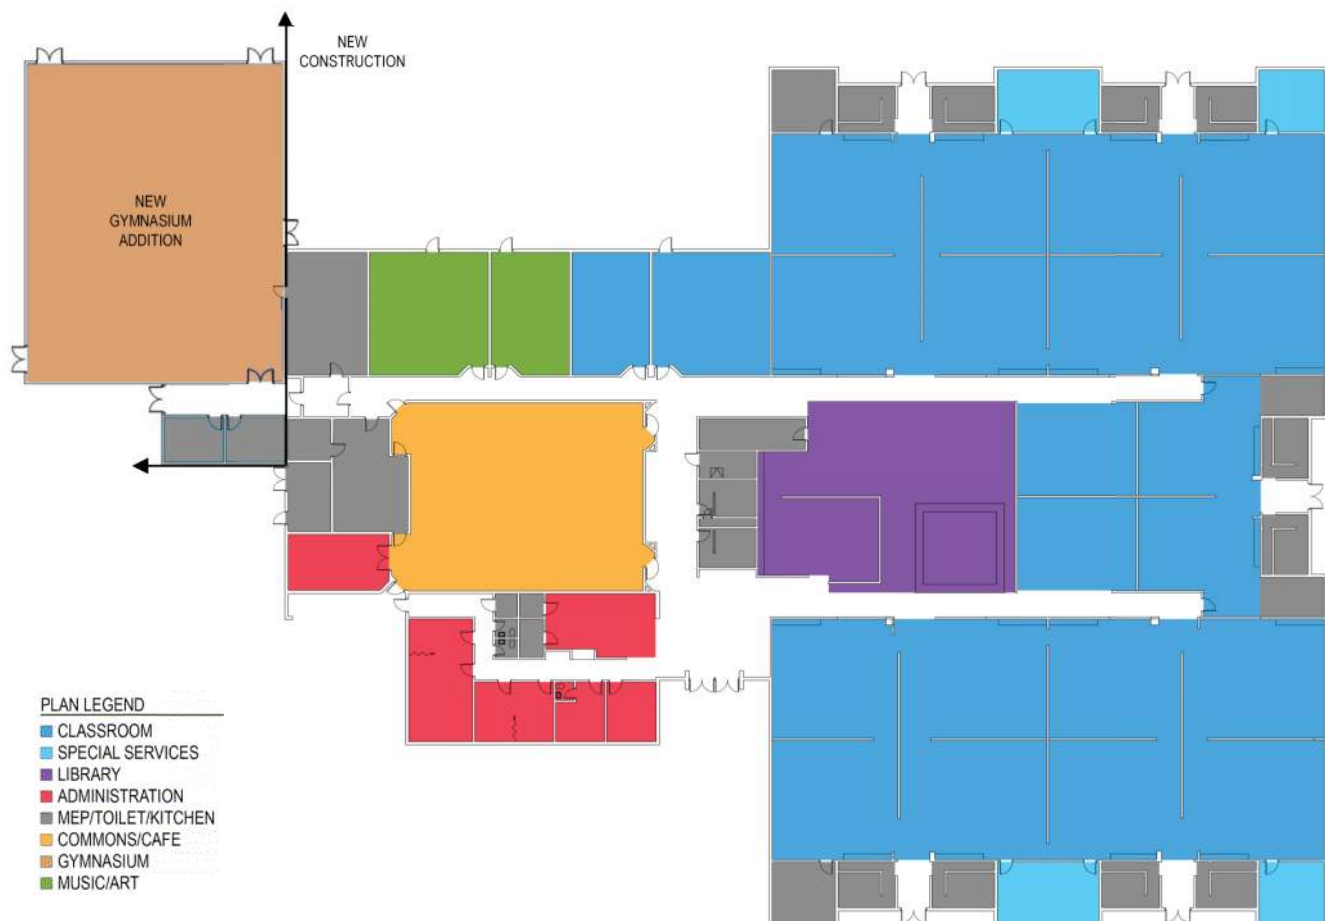 NEW
CONSTRUCTION
NEW
GYMNASIUM
ADDITION
PLAN LEGEND
CLASSROOM
SPECIAL SERVICES
LIBRARY
ADMINISTRATION
MEP/TOILET/KITCHEN
COMMONS/CAFE
GYMNASIUM
MUSIC/ART